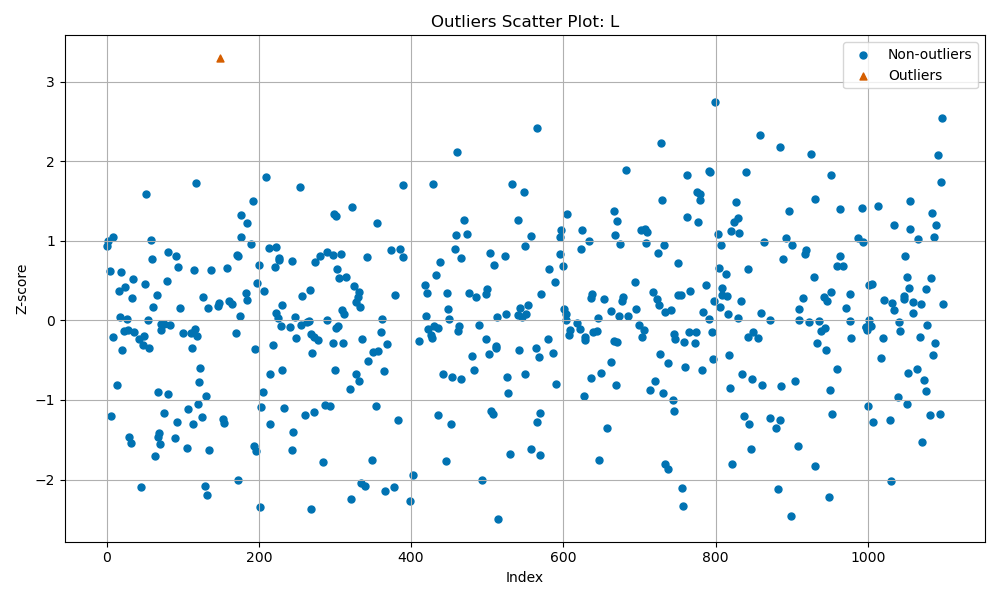 Outliers Scatter Plot: L
Non-outliers
Outliers
Z-score
3
2
1
0
−1
−2
0 200 400 600 800 1000
Index